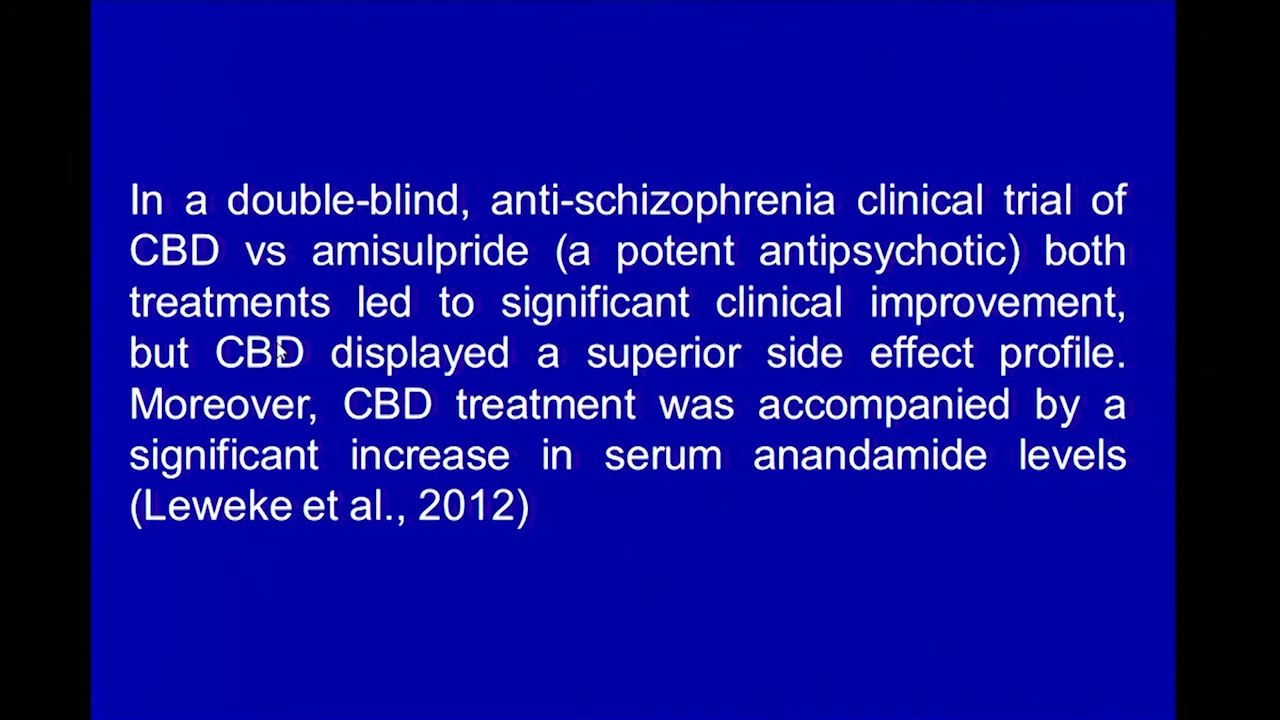 In a double-blind, anti-schizophrenia clinical trial of
CBD vs amisulpride (a potent antipsychotic) both
treatments led to significant clinical improvement,
but CBD displayed a superior side effect profile.
Moreover, CBD treatment was accompanied by a
significant increase in serum anandamide levels
(Leweke et al., 2012)